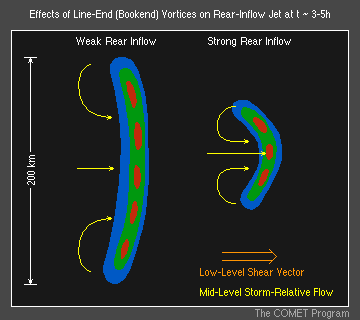 Effects of Line-End (Bookend) Vortices on Rear-Inflow Jet at t ~ 3-5h
Weak Rear Inflow
Strong Rear Inflow
200 km
Low-Level Shear Vector
Mid-Level Storm-Relative Flow
The COMET Program